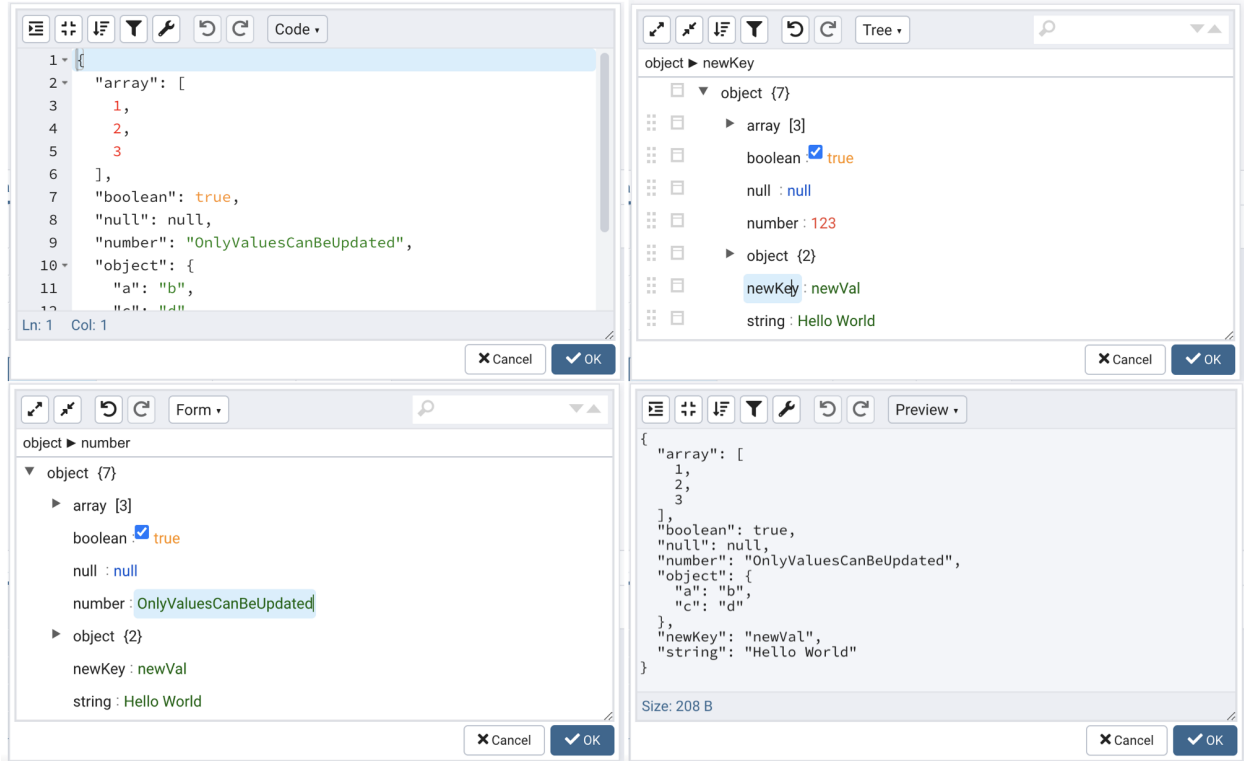 Code ▾
1 {
2 "array": [
3 1,
4 2,
5 3
6 ],
7 "boolean": true,
8 "null": null,
9 "number": "OnlyValuesCanBeUpdated",
10 "object": {
11 "a": "b",
12 "c": "d"
Ln: 1 Col: 1
Cancel OK
Tree ▾
object ► newKey
object {7}
array [3]
boolean : true
null : null
number : 123
object {2}
newKey : newVal
string : Hello World
Cancel OK
Form ▾
object ► number
object {7}
array [3]
boolean : true
null : null
number : OnlyValuesCanBeUpdated
object {2}
newKey : newVal
string : Hello World
Cancel OK
Preview ▾
{
"array": [
1,
2,
3
],
"boolean": true,
"null": null,
"number": "OnlyValuesCanBeUpdated",
"object": {
"a": "b",
"c": "d"
},
"newKey": "newVal",
"string": "Hello World"
}
Size: 208 B
Cancel OK